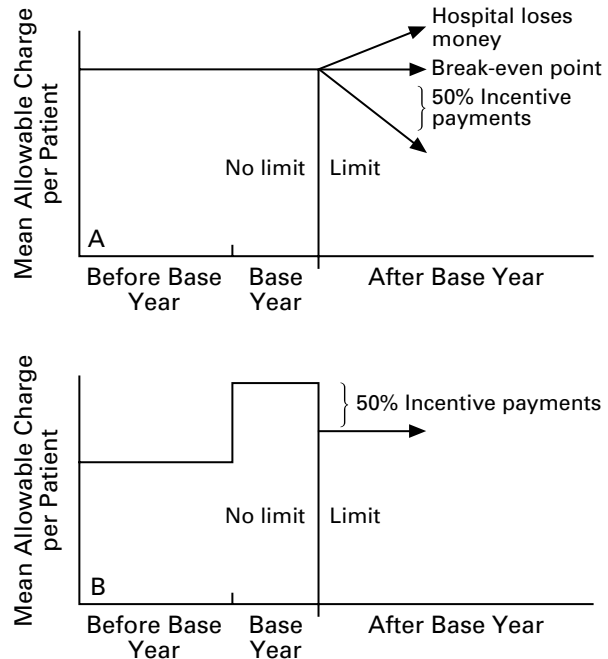 Mean Allowable Charge
per Patient
Hospital loses
money
Break-even point
50% Incentive
payments
No limit
Limit
A
Before Base
Year
Base
Year
After Base Year
Mean Allowable Charge
per Patient
50% Incentive payments
No limit
Limit
B
Before Base
Year
Base
Year
After Base Year